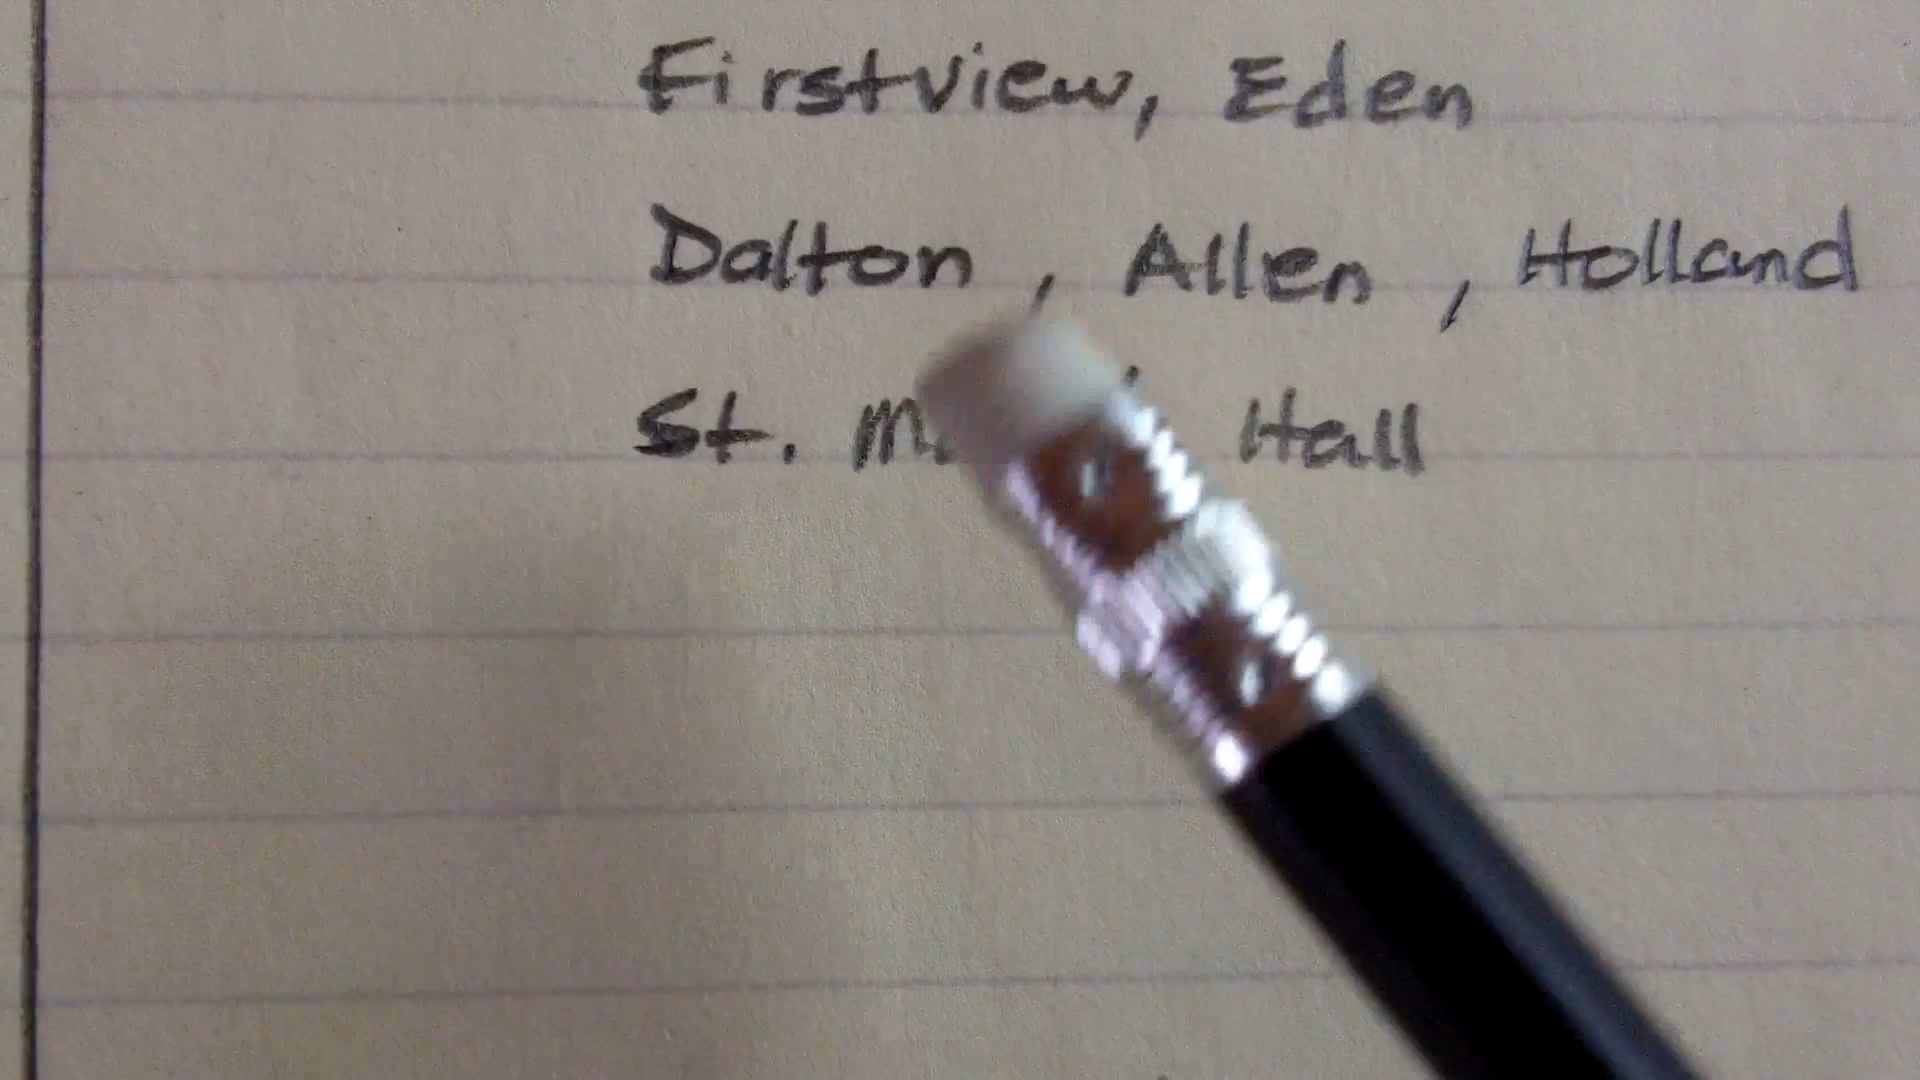 Firstview, Eden
Dalton, Allen, Holland
St. Hall